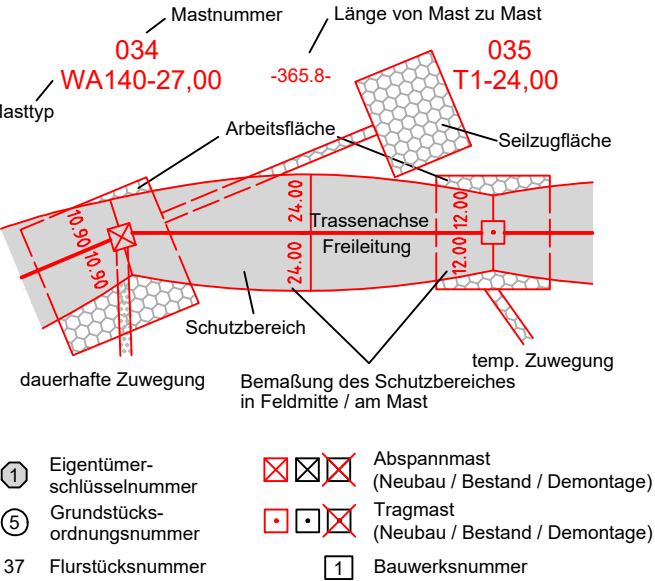 Mastnummer
Länge von Mast zu Mast
034
WA140-27,00
-365.8-
035
T1-24,00
Masttyp
Arbeitsfläche
Seilzugfläche
10.90
10.90
24.00
24.00
12.00
12.00
Trassenachse
Freileitung
Schutzbereich
temp. Zuwegung
dauerhafte Zuwegung
Bemaßung des Schutzbereiches
in Feldmitte / am Mast
1 Eigentümer-
schlüsselnummer
Abspannmast
(Neubau / Bestand / Demontage)
5 Grundstücks-
ordnungsnummer
Tragmast
(Neubau / Bestand / Demontage)
37 Flurstücksnummer
1 Bauwerksnummer